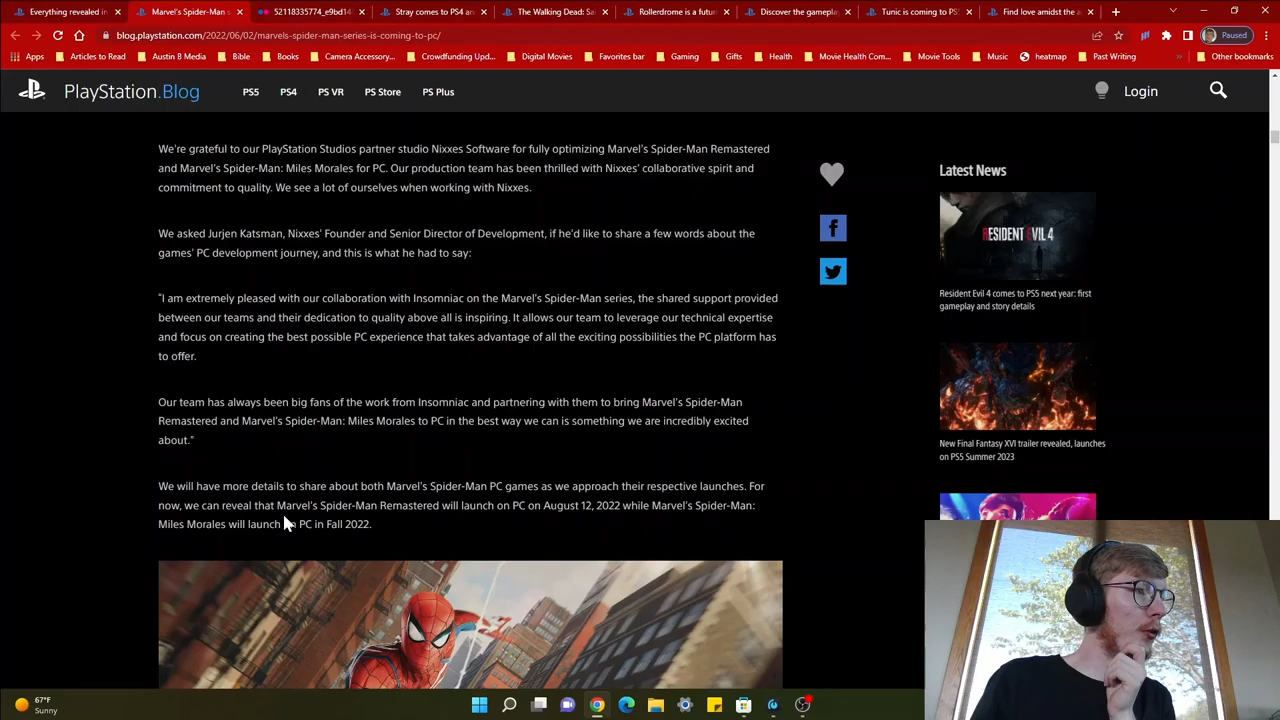 Everything revealed in
Marvel's Spider-Man s
52118335774_e9bd14
Stray comes to PS4 an
The Walking Dead: Sa
Rollerdrome is a futur
Discover the gamepla
Tunic is coming to PS5
Find love amidst the a
blog.playstation.com/2022/06/02/marvels-spider-man-series-is-coming-to-pc/
Paused
Apps
Articles to Read
Austin B Media
Bible
Books
Camera Accessory...
Crowdfunding Upd...
Digital Movies
Favorites bar
Gaming
Gifts
Health
Movie Health Com...
Movie Tools
Music
heatmap
Past Writing
»
Other bookmarks
PlayStation.Blog
PS5
PS4
PS VR
PS Store
PS Plus
Login
We're grateful to our PlayStation Studios partner studio Nixxes Software for fully optimizing Marvel's Spider-Man Remastered
and Marvel's Spider-Man: Miles Morales for PC. Our production team has been thrilled with Nixxes' collaborative spirit and
commitment to quality. We see a lot of ourselves when working with Nixxes.
We asked Jurjen Katsman, Nixxes' Founder and Senior Director of Development, if he'd like to share a few words about the
games' PC development journey, and this is what he had to say:
"I am extremely pleased with our collaboration with Insomniac on the Marvel's Spider-Man series, the shared support provided
between our teams and their dedication to quality above all is inspiring. It allows our team to leverage our technical expertise
and focus on creating the best possible PC experience that takes advantage of all the exciting possibilities the PC platform has
to offer.
Our team has always been big fans of the work from Insomniac and partnering with them to bring Marvel's Spider-Man
Remastered and Marvel's Spider-Man: Miles Morales to PC in the best way we can is something we are incredibly excited
about."
We will have more details to share about both Marvel's Spider-Man PC games as we approach their respective launches. For
now, we can reveal that Marvel's Spider-Man Remastered will launch on PC on August 12, 2022 while Marvel's Spider-Man:
Miles Morales will launch PC in Fall 2022.
Latest News
RESIDENT EVIL 4
Resident Evil 4 comes to PS5 next year: first
gameplay and story details
New Final Fantasy XVI trailer revealed, launches
on PS5 Summer 2023
67°F
Sunny